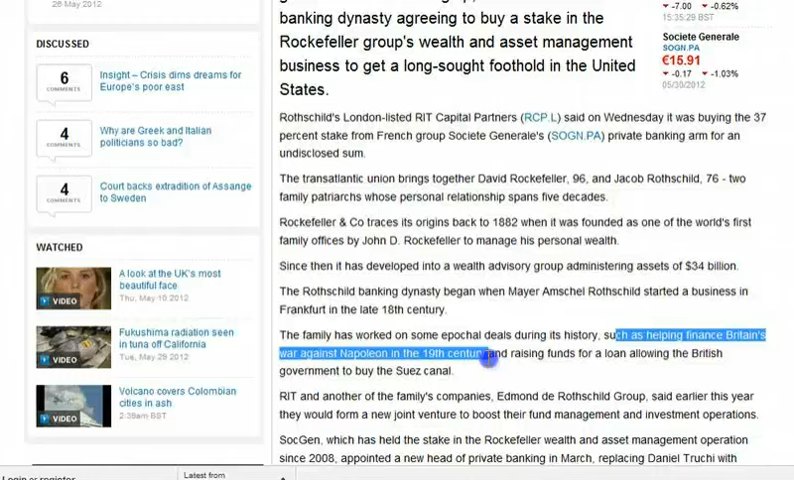 26 May 2012
DISCUSSED
6
COMMENTS
Insight – Crisis dims dreams for
Europe's poor east
4
COMMENTS
Why are Greek and Italian
politicians so bad?
4
COMMENTS
Court backs extradition of Assange
to Sweden
WATCHED
VIDEO
A look at the UK's most
beautiful face
Thu, May 10 2012
VIDEO
Fukushima radiation seen
in tuna off California
Tue, May 29 2012
VIDEO
Volcano covers Colombian
cities in ash
2:38am BST
banking dynasty agreeing to buy a stake in the
Rockefeller group's wealth and asset management
business to get a long-sought foothold in the United
States.
Rothschild's London-listed RIT Capital Partners (RCP.L) said on Wednesday it was buying the 37
percent stake from French group Societe Generale's (SOGN.PA) private banking arm for an
undisclosed sum.
The transatlantic union brings together David Rockefeller, 96, and Jacob Rothschild, 76 - two
family patriarchs whose personal relationship spans five decades.
Rockefeller & Co traces its origins back to 1882 when it was founded as one of the world's first
family offices by John D. Rockefeller to manage his personal wealth.
Since then it has developed into a wealth advisory group administering assets of $34 billion.
The Rothschild banking dynasty began when Mayer Amschel Rothschild started a business in
Frankfurt in the late 18th century.
The family has worked on some epochal deals during its history, such as helping finance Britain's
war against Napoleon in the 19th century and raising funds for a loan allowing the British
government to buy the Suez canal.
RIT and another of the family's companies, Edmond de Rothschild Group, said earlier this year
they would form a new joint venture to boost their fund management and investment operations.
SocGen, which has held the stake in the Rockefeller wealth and asset management operation
since 2008, appointed a new head of private banking in March, replacing Daniel Truchi with
-7.00 -0.62%
15:35:29 BST
Societe Generale
SOGN.PA
€15.91
-0.17 -1.03%
05/30/2012
Login or register
Latest from